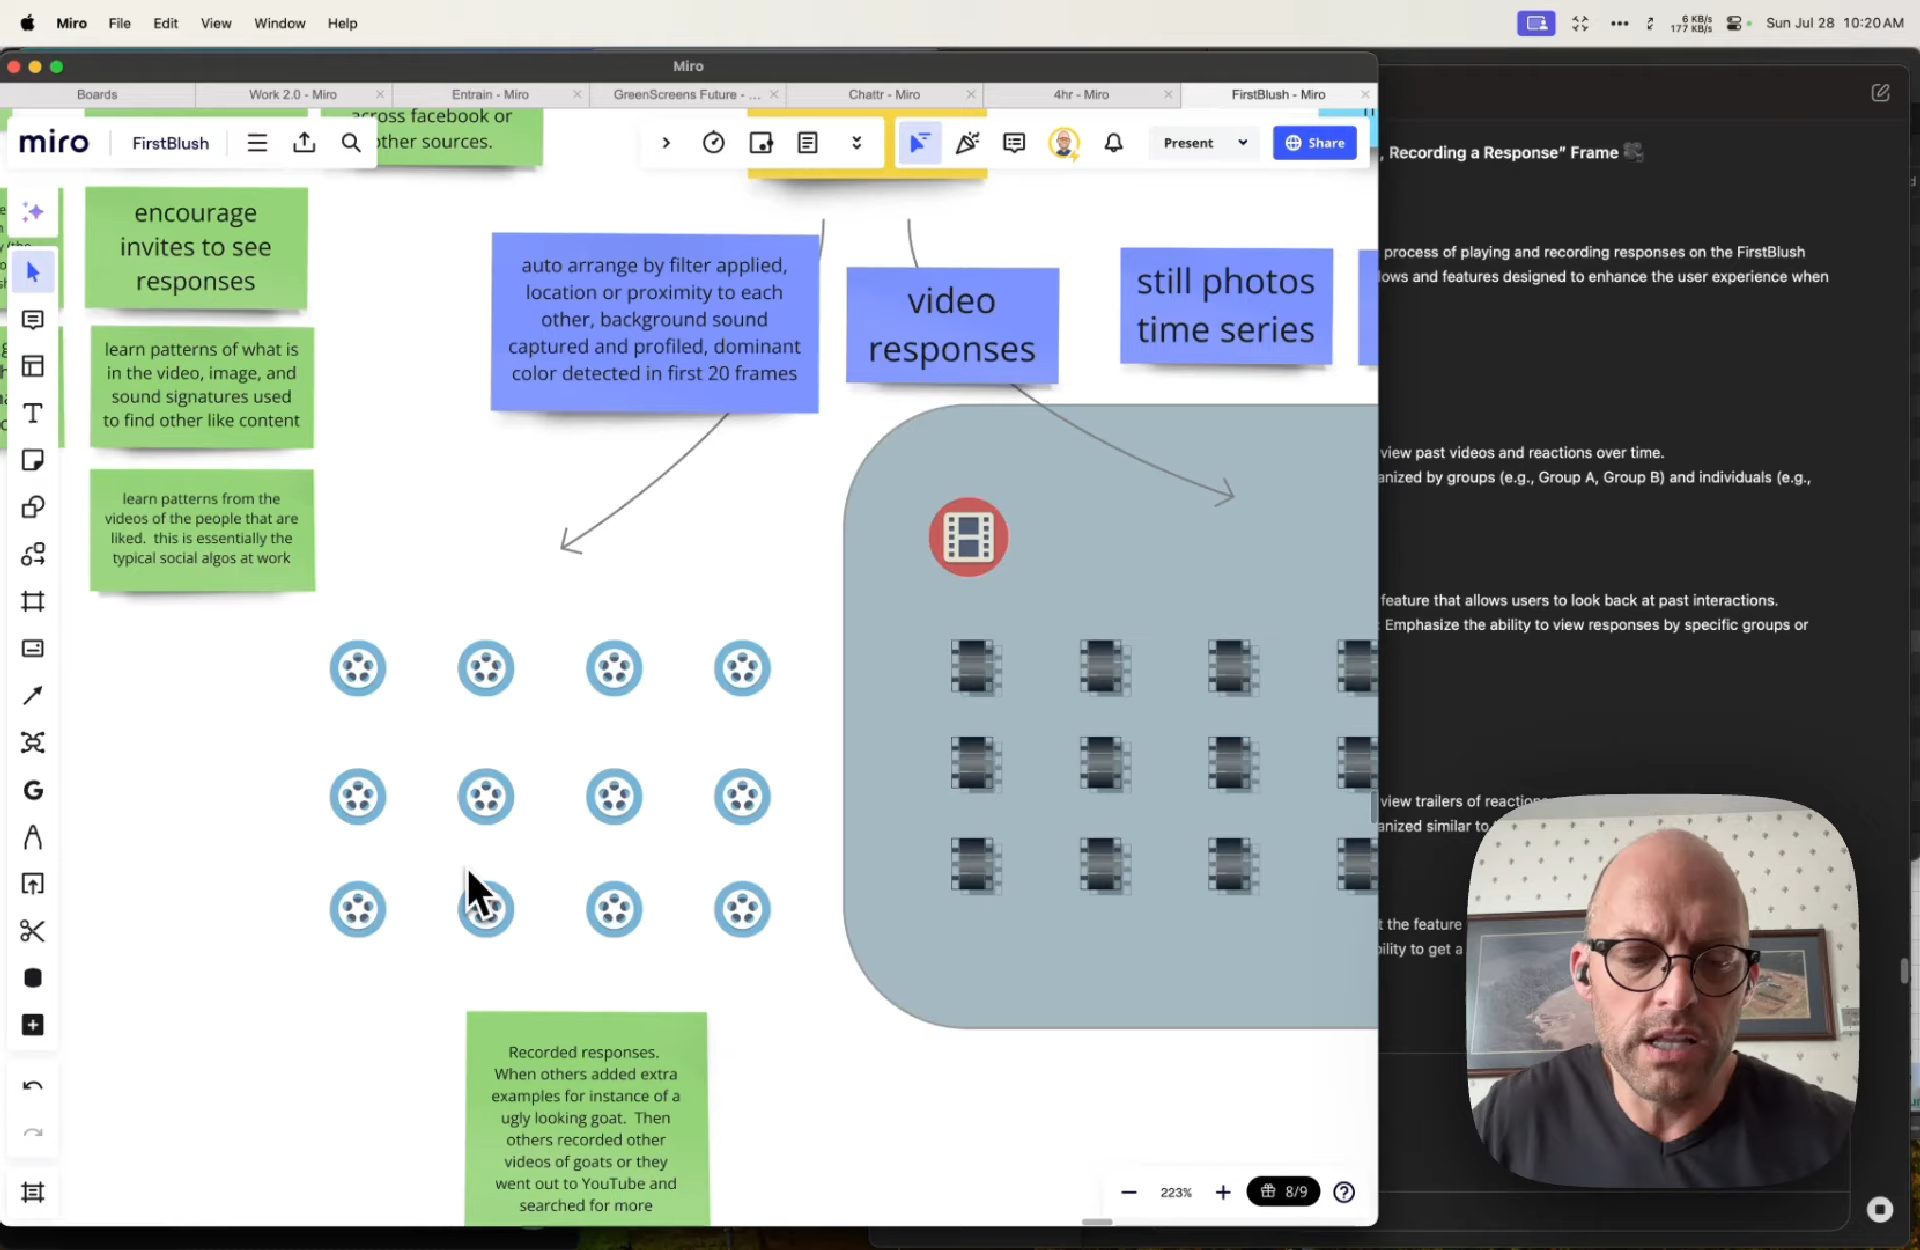 Miro File Edit View Window Help
6 KB/s
177 KB/s
Sun Jul 28 10:20 AM
Miro
Boards
Work 2.0 - Miro
Entrain - Miro
GreenScreens Future - ...
Chattr - Miro
4hr - Miro
FirstBlush - Miro
miro
FirstBlush
Present
Share
across facebook or
other sources.
encourage
invites to see
responses
learn patterns of what is
in the video, image, and
sound signatures used
to find other like content
learn patterns from the
videos of the people that are
liked. this is essentially the
typical social algos at work
auto arrange by filter applied,
location or proximity to each
other, background sound
captured and profiled, dominant
color detected in first 20 frames
video
responses
still photos
time series
Recorded responses.
When others added extra
examples for instance of a
ugly looking goat. Then
others recorded other
videos of goats or they
went out to YouTube and
searched for more
223%
8/9
, Recording a Response” Frame
process of playing and recording responses on the FirstBlush
ows and features designed to enhance the user experience when
view past videos and reactions over time.
anized by groups (e.g., Group A, Group B) and individuals (e.g.,
feature that allows users to look back at past interactions.
: Emphasize the ability to view responses by specific groups or
view trailers of reactions
anized similar to
t the feature
bility to get a